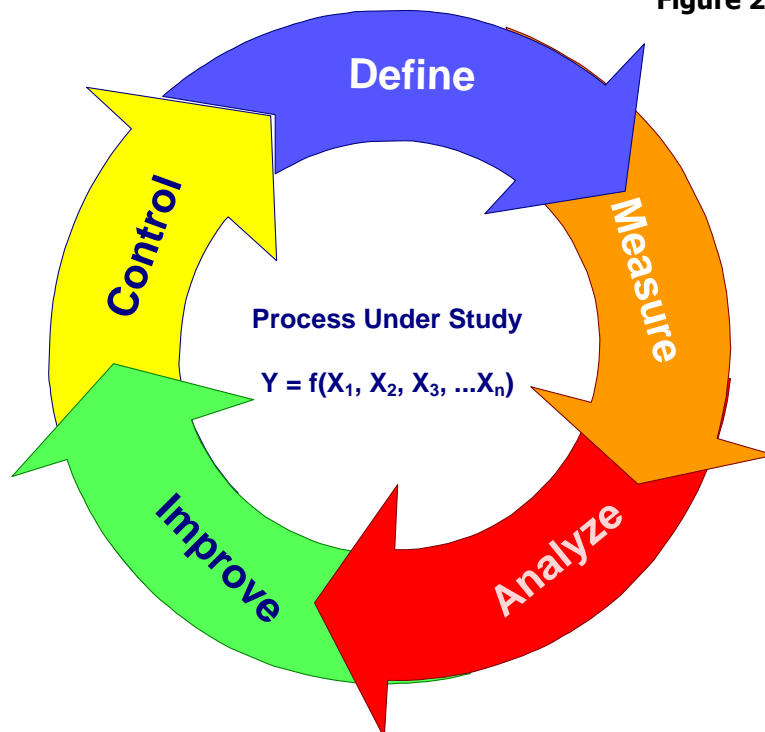 Figure 2
Define
Measure
Analyze
Improve
Control
Process Under Study
Y = f(X₁, X₂, X₃, ...Xₙ)